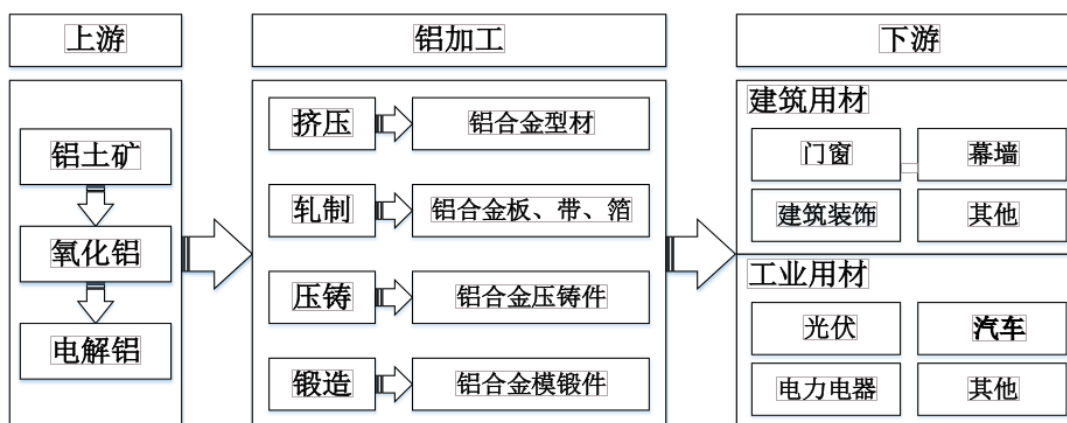 上游
铝土矿
氧化铝
电解铝
铝加工
挤压
铝合金型材
轧制
铝合金板、带、箔
压铸
铝合金压铸件
锻造
铝合金模锻件
下游
建筑用材
门窗
幕墙
建筑装饰
其他
工业用材
光伏
汽车
电力电器
其他